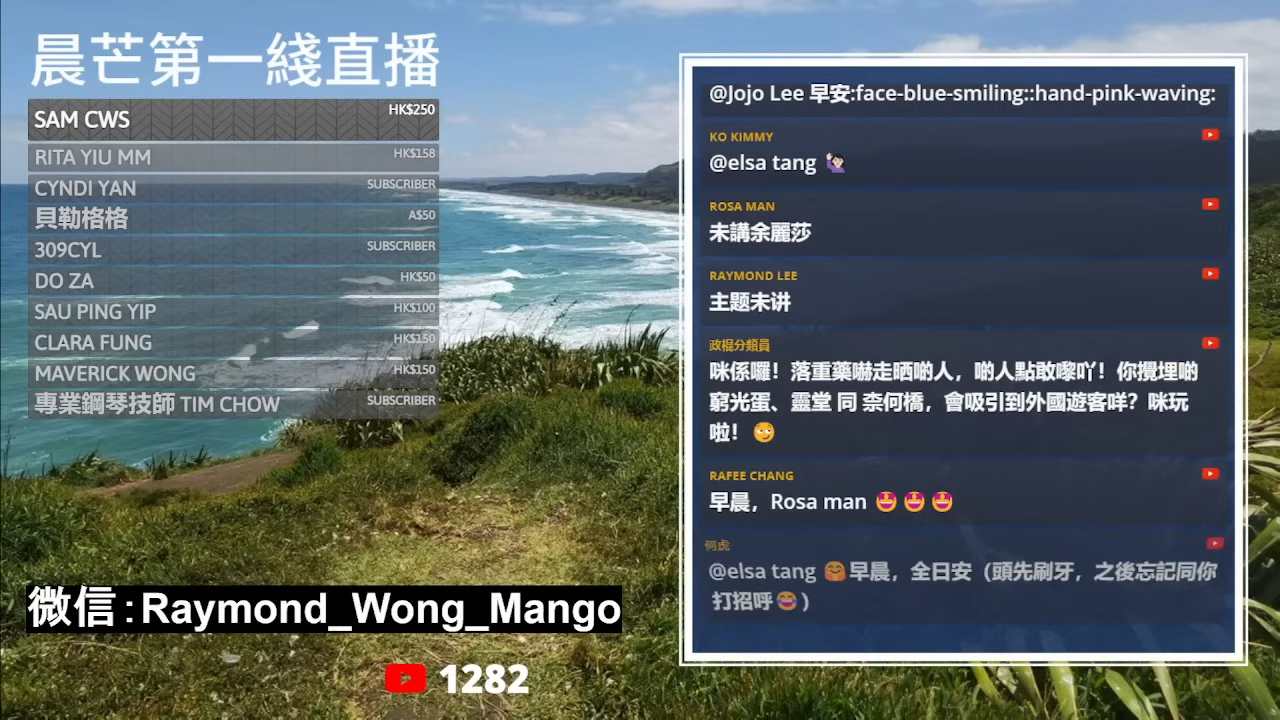 晨芒第一綫直播
SAM CWS HK$250
RITA YIU MM HK$158
CYNDI YAN SUBSCRIBER
貝勒格格 A$50
309CYL SUBSCRIBER
DO ZA HK$50
SAU PING YIP HK$100
CLARA FUNG HK$150
MAVERICK WONG HK$150
專業鋼琴技師 TIM CHOW SUBSCRIBER
微信:Raymond_Wong_Mango
1282
@Jojo Lee 早安:face-blue-smiling::hand-pink-waving:
KO KIMMY
@elsa tang 🙋🏻‍♀️
ROSA MAN
未講余麗莎
RAYMOND LEE
主题未讲
政棍分類員
咪係囉！落重藥嚇走晒啲人，啲人點敢嚟吖！你攪埋啲
窮光蛋、靈堂 同 奈何橋，會吸引到外國遊客咩？咪玩
啦！ 🙄
RAFEE CHANG
早晨，Rosa man 🤩🤩🤩
何虎
@elsa tang 🤗早晨，全日安（頭先刷牙，之後忘記同你
打招呼😂）